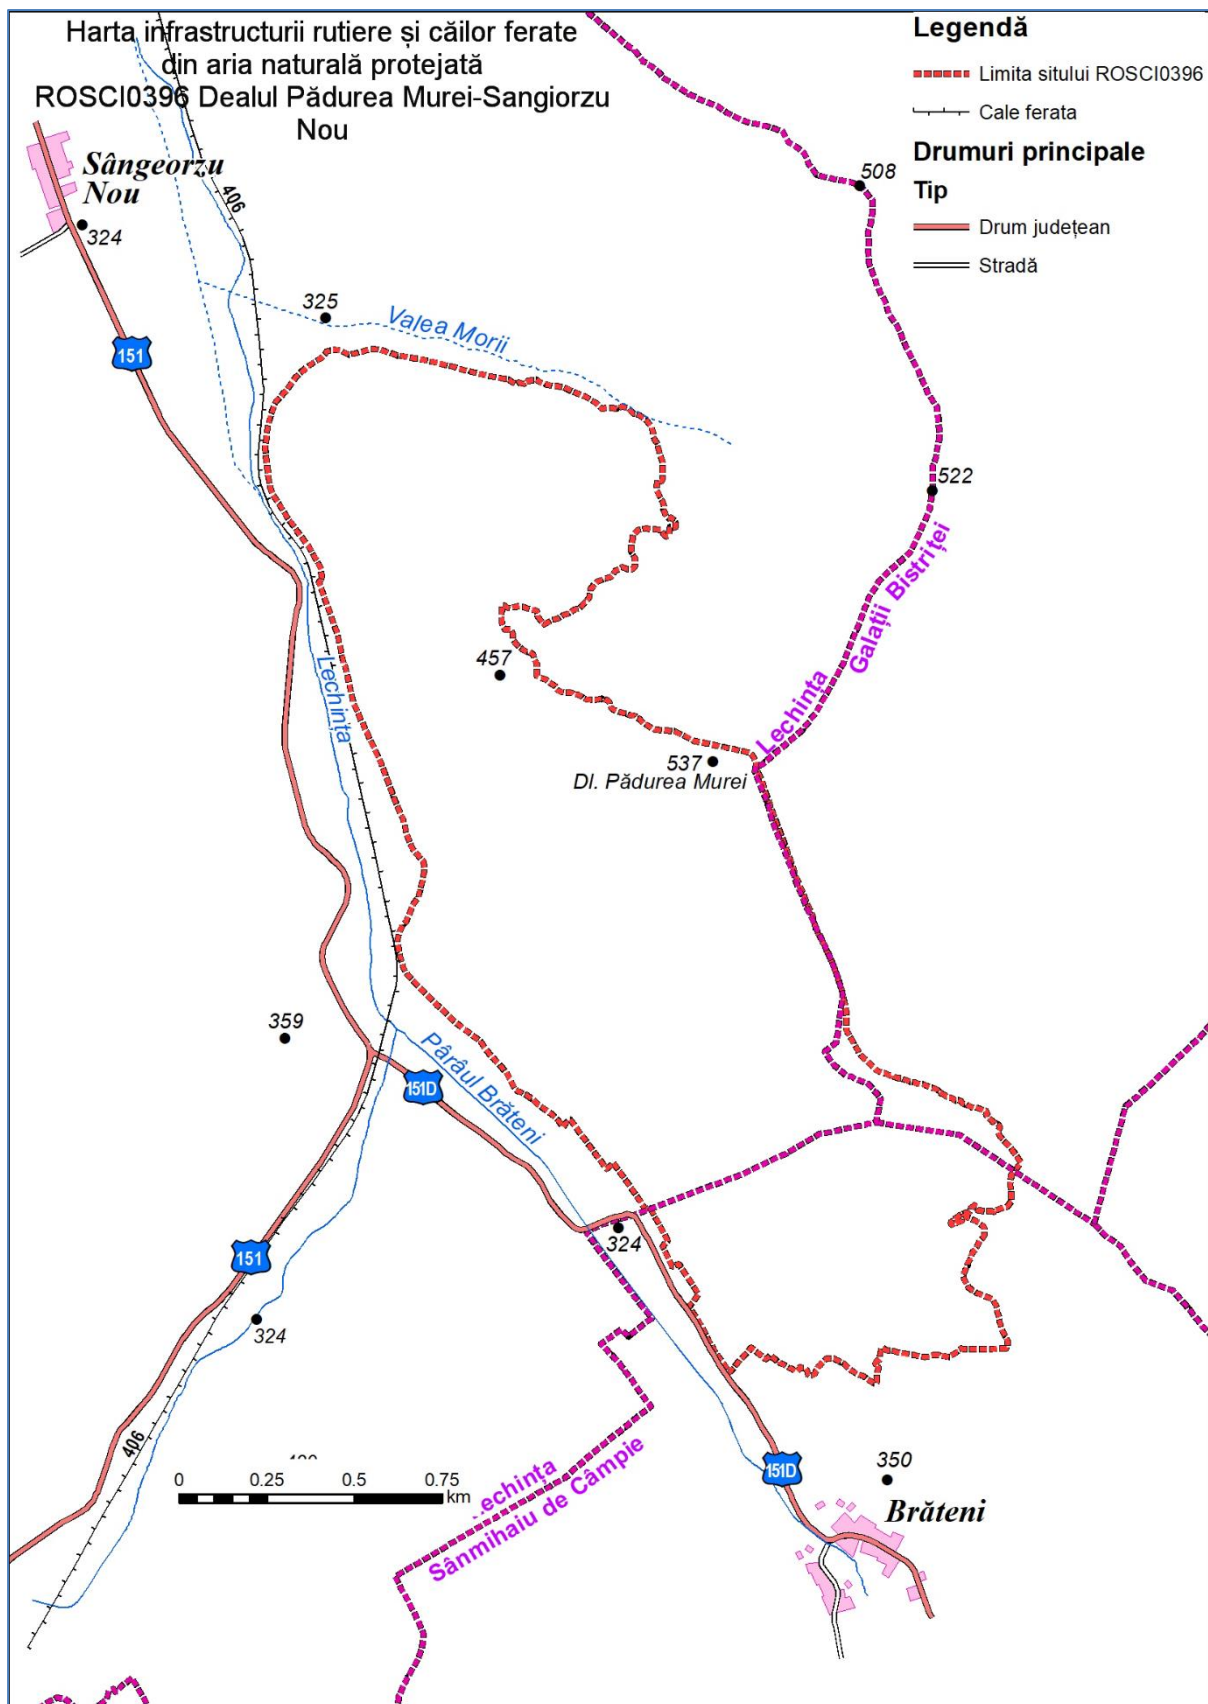 Harta infrastructurii rutiere și căilor ferate
din aria naturală protejată
ROSCI0396 Dealul Pădurea Murei-Sangiorzu
Nou
Legendă
Limita sitului ROSCI0396
Cale ferata
Drumuri principale
Tip
Drum județean
Stradă
Sângeorzu
Nou
324
406
508
325
Valea Morii
151
522
Galații Bistriței
Lechința
457
Lechința
537
Dl. Pădurea Murei
359
Pârâul Brăteni
151D
324
151
324
406
0 0.25 0.5 0.75
km
Lechința
Sânmihaiu de Câmpie
151D
350
Brăteni